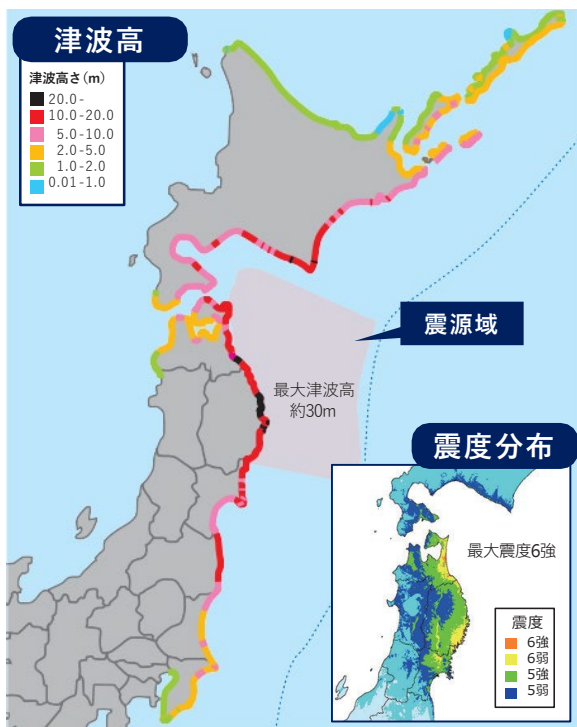 津波高
津波高さ(m)
20.0-
10.0-20.0
5.0-10.0
2.0-5.0
1.0-2.0
0.01-1.0
震源域
最大津波高
約30m
震度分布
最大震度6強
震度
6強
6弱
5強
5弱